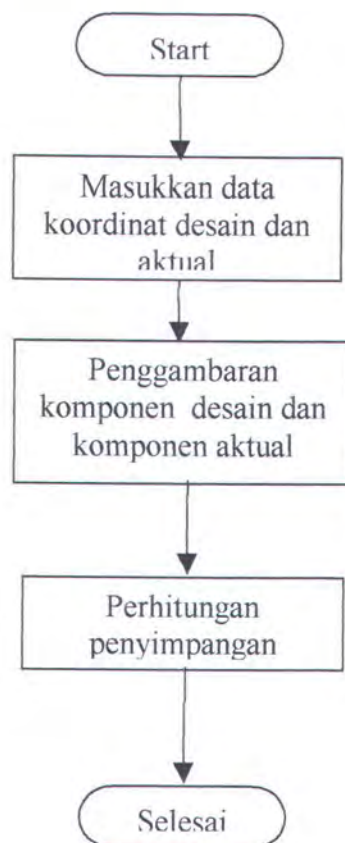 Start
Masukkan data
koordinat desain dan
aktual
Penggambaran
komponen desain dan
komponen aktual
Perhitungan
penyimpangan
Selesai